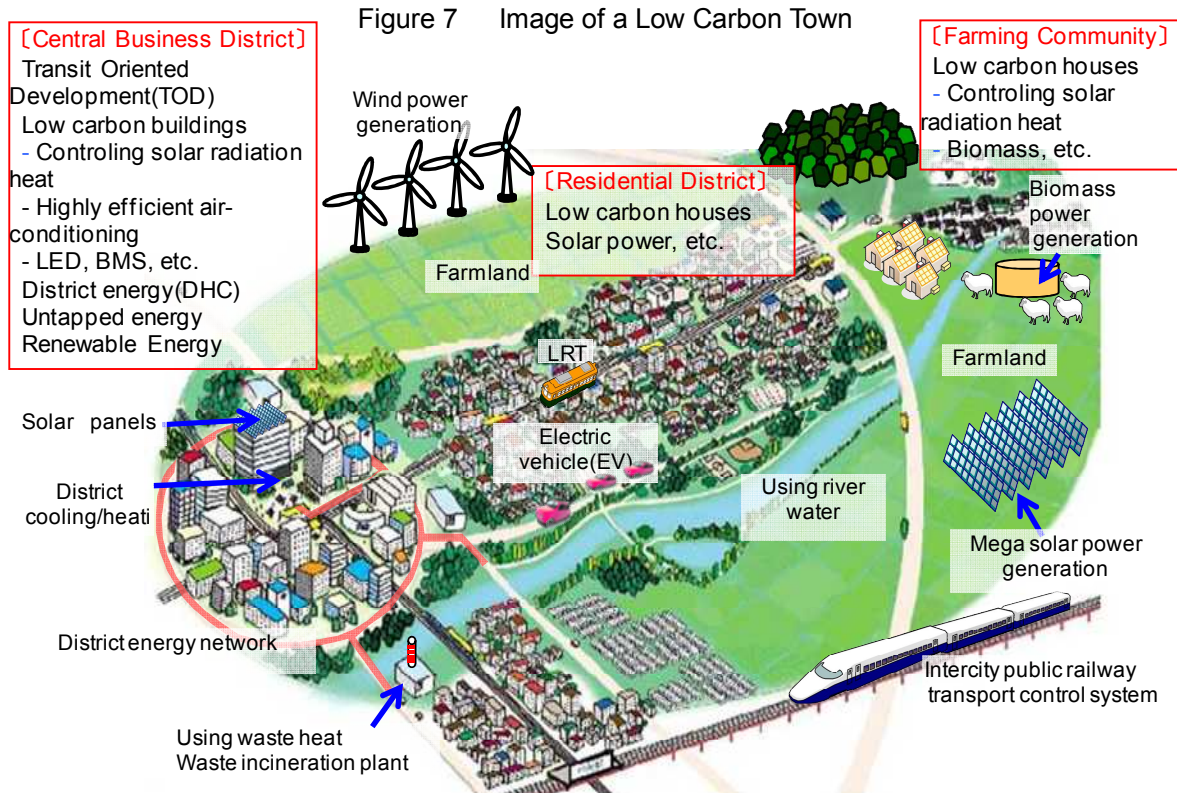 Figure 7 Image of a Low Carbon Town
〔Central Business District〕
Transit Oriented
Development(TOD)
Low carbon buildings
- Controling solar radiation
heat
- Highly efficient air-
conditioning
- LED, BMS, etc.
District energy(DHC)
Untapped energy
Renewable Energy
Wind power
generation
〔Residential District〕
Low carbon houses
Solar power, etc.
〔Farming Community〕
Low carbon houses
- Controling solar
radiation heat
- Biomass, etc.
Biomass
power
generation
Farmland
LRT
Farmland
Solar panels
Electric
vehicle(EV)
District
cooling/heati
Using river
water
Mega solar power
generation
District energy network
Intercity public railway
transport control system
Using waste heat
Waste incineration plant